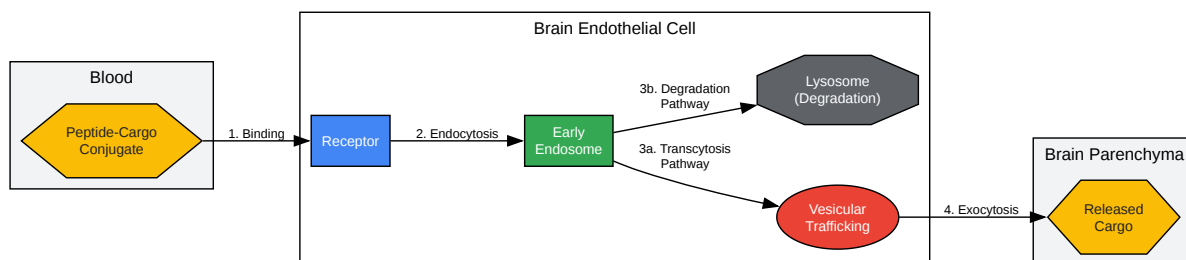 Brain Endothelial Cell
Blood
Peptide-Cargo
Conjugate
1. Binding
Receptor
2. Endocytosis
Early
Endosome
3b. Degradation
Pathway
Lysosome
(Degradation)
3a. Transcytosis
Pathway
Vesicular
Trafficking
4. Exocytosis
Brain Parenchyma
Released
Cargo